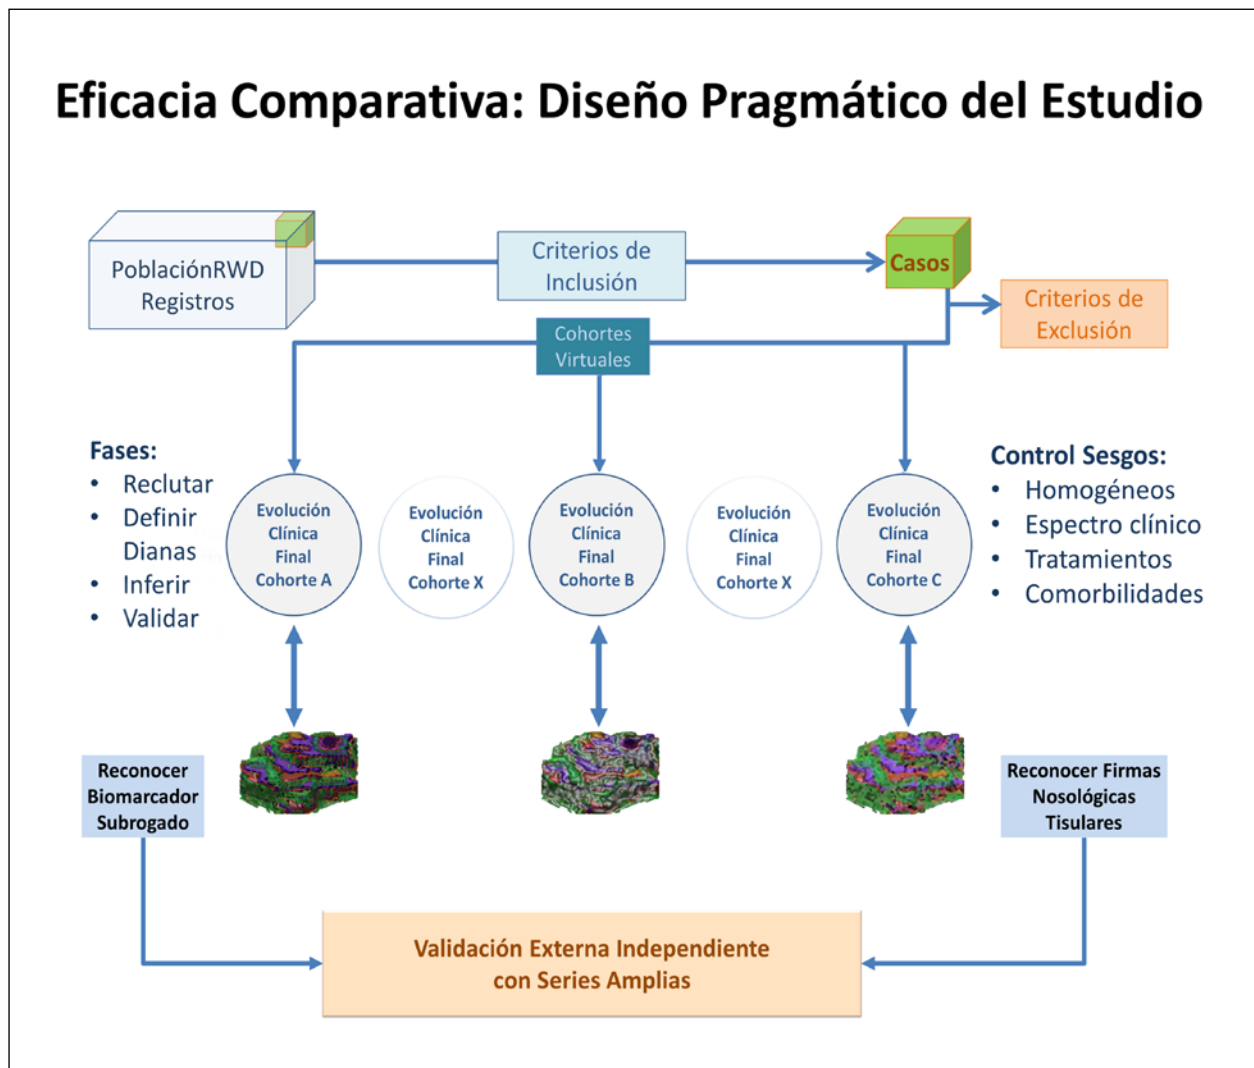 Eficacia Comparativa: Diseño Pragmático del Estudio
PoblaciónRWD
Registros
Criterios de
Inclusión
Casos
Criterios de
Exclusión
Cohortes
Virtuales
Fases:
• Reclutar
• Definir
Dianas
• Inferir
• Validar
Evolución
Clínica
Final
Cohorte A
Evolución
Clínica
Final
Cohorte X
Evolución
Clínica
Final
Cohorte B
Evolución
Clínica
Final
Cohorte X
Evolución
Clínica
Final
Cohorte C
Control Sesgos:
• Homogéneos
• Espectro clínico
• Tratamientos
• Comorbilidades
Reconocer
Biomarcador
Subrogado
Reconocer Firmas
Nosológicas
Tisulares
Validación Externa Independiente
con Series Amplias